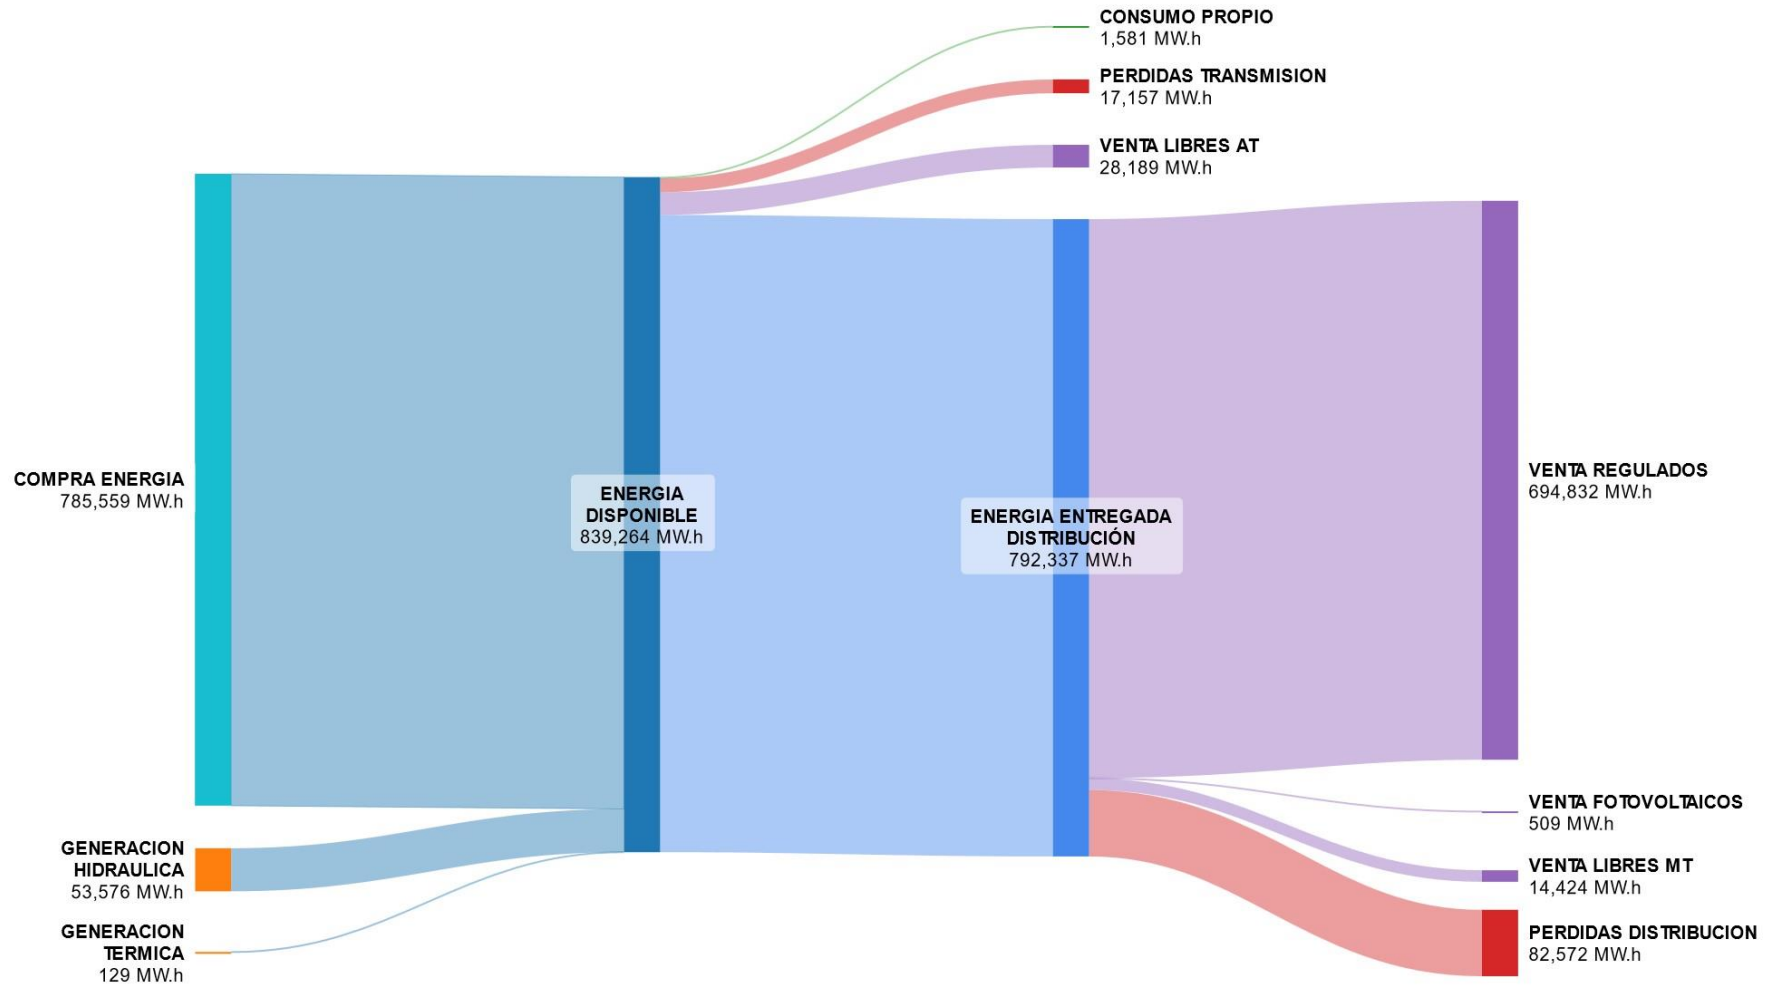 CONSUMO PROPIO
1,581 MW.h
PERDIDAS TRANSMISION
17,157 MW.h
VENTA LIBRES AT
28,189 MW.h
COMPRA ENERGIA
785,559 MW.h
ENERGIA
DISPONIBLE
839,264 MW.h
ENERGIA ENTREGADA
DISTRIBUCIÓN
792,337 MW.h
VENTA REGULADOS
694,832 MW.h
VENTA FOTOVOLTAICOS
509 MW.h
GENERACION
HIDRAULICA
53,576 MW.h
VENTA LIBRES MT
14,424 MW.h
GENERACION
TERMICA
129 MW.h
PERDIDAS DISTRIBUCION
82,572 MW.h